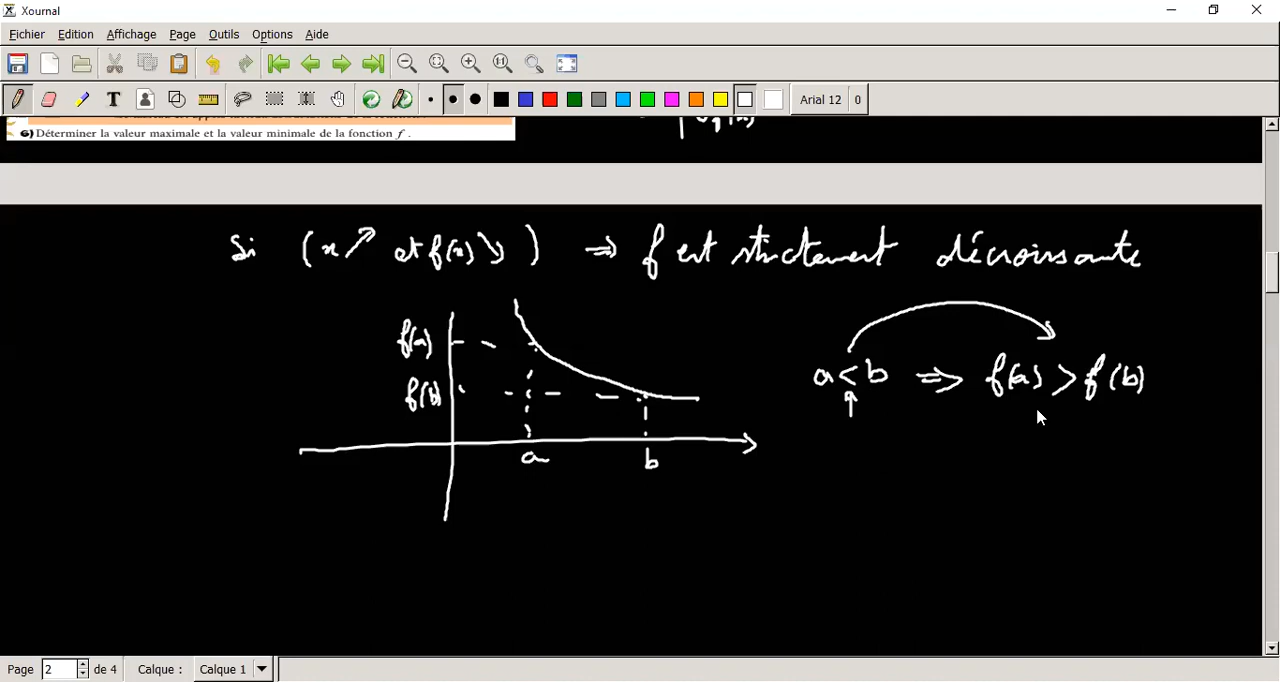 Xournal
Fichier Edition Affichage Page Outils Options Aide
Arial 12 0
6) Déterminer la valeur maximale et la valeur minimale de la fonction f .
Si (x ↗ et f(x) ↘ ) ⇒ f est strictement décroissante
f(a)
f(b)
a < b ⇒ f(a) > f(b)
a b
Page 2 de 4 Calque : Calque 1